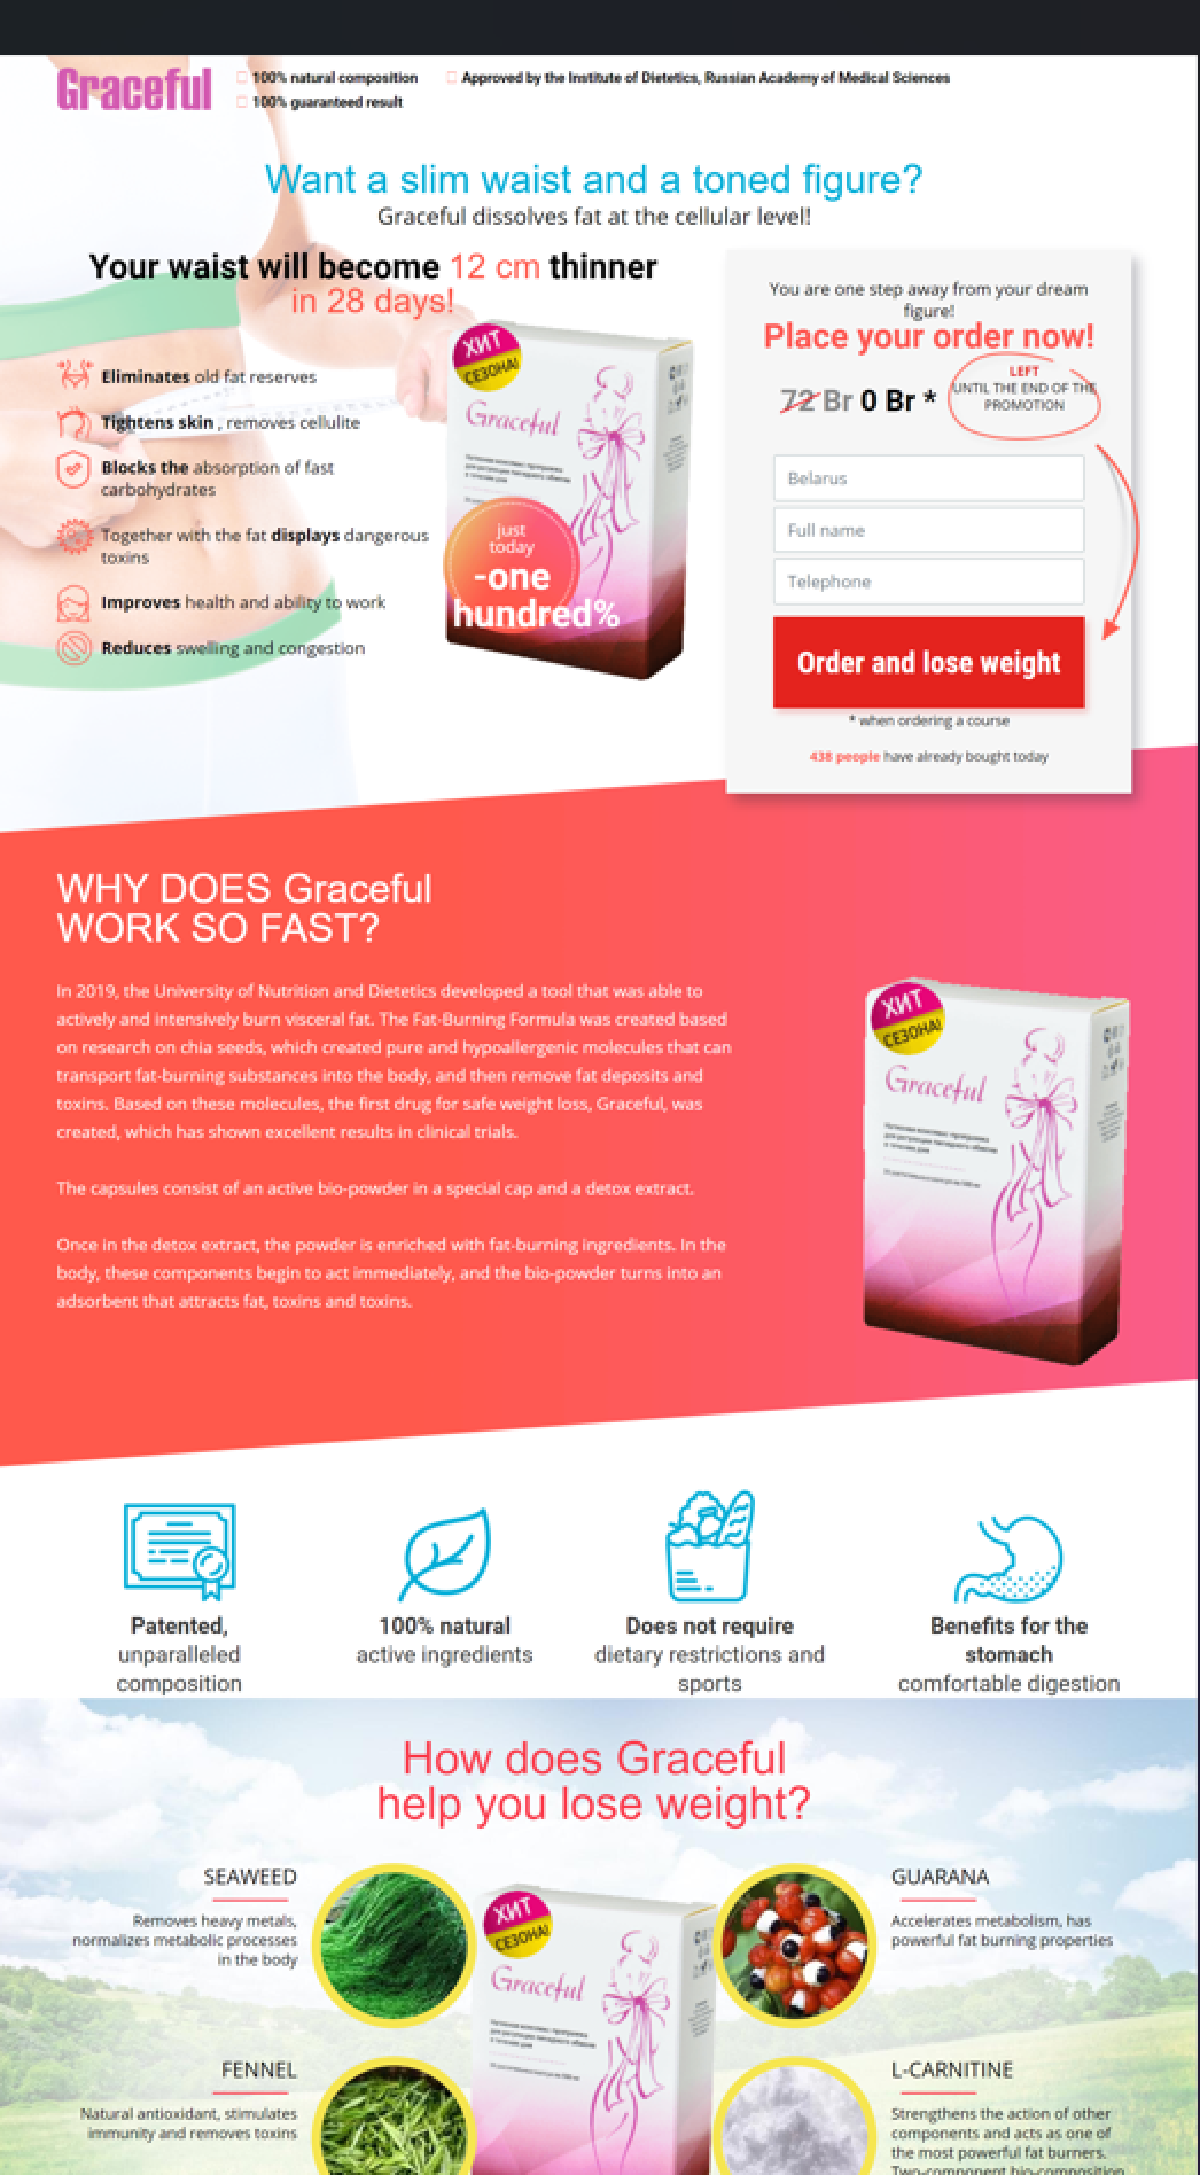 Graceful
100% natural composition
Approved by the Institute of Dietetics, Russian Academy of Medical Sciences
100% guaranteed result
Want a slim waist and a toned figure?
Graceful dissolves fat at the cellular level!
Your waist will become 12 cm thinner
in 28 days!
Eliminates old fat reserves
Tightens skin , removes cellulite
Blocks the absorption of fast
carbohydrates
Together with the fat displays dangerous
toxins
Improves health and ability to work
Reduces swelling and congestion
ХИТ
СЕЗОНА!
Graceful
just
today
-one
hundred%
You are one step away from your dream
figure!
Place your order now!
72 Br 0 Br *
LEFT
UNTIL THE END OF THE
PROMOTION
Belarus
Full name
Telephone
Order and lose weight
* when ordering a course
438 people have already bought today
WHY DOES Graceful
WORK SO FAST?
In 2019, the University of Nutrition and Dietetics developed a tool that was able to
actively and intensively burn visceral fat. The Fat-Burning Formula was created based
on research on chia seeds, which created pure and hypoallergenic molecules that can
transport fat-burning substances into the body, and then remove fat deposits and
toxins. Based on these molecules, the first drug for safe weight loss, Graceful, was
created, which has shown excellent results in clinical trials.
The capsules consist of an active bio-powder in a special cap and a detox extract.
Once in the detox extract, the powder is enriched with fat-burning ingredients. In the
body, these components begin to act immediately, and the bio-powder turns into an
adsorbent that attracts fat, toxins and toxins.
ХИТ
СЕЗОНА!
Graceful
Patented,
unparalleled
composition
100% natural
active ingredients
Does not require
dietary restrictions and
sports
Benefits for the
stomach
comfortable digestion
How does Graceful
help you lose weight?
SEAWEED
Removes heavy metals,
normalizes metabolic processes
in the body
FENNEL
Natural antioxidant, stimulates
immunity and removes toxins
ХИТ
СЕЗОНА!
Graceful
GUARANA
Accelerates metabolism, has
powerful fat burning properties
L-CARNITINE
Strengthens the action of other
components and acts as one of
the most powerful fat burners.
Two-component bio-composition